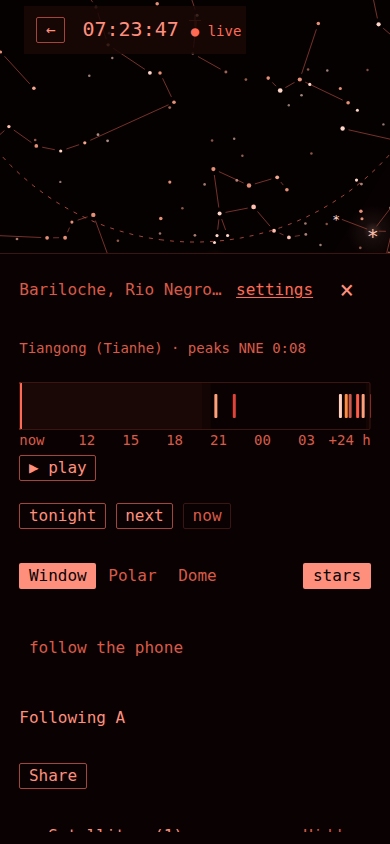 ← 07:23:47 ● live
Bariloche, Rio Negro… settings ×
Tiangong (Tianhe) · peaks NNE 0:08
now 12 15 18 21 00 03 +24 h
▶ play
tonight next now
Window Polar Dome stars
follow the phone
Following A
Share